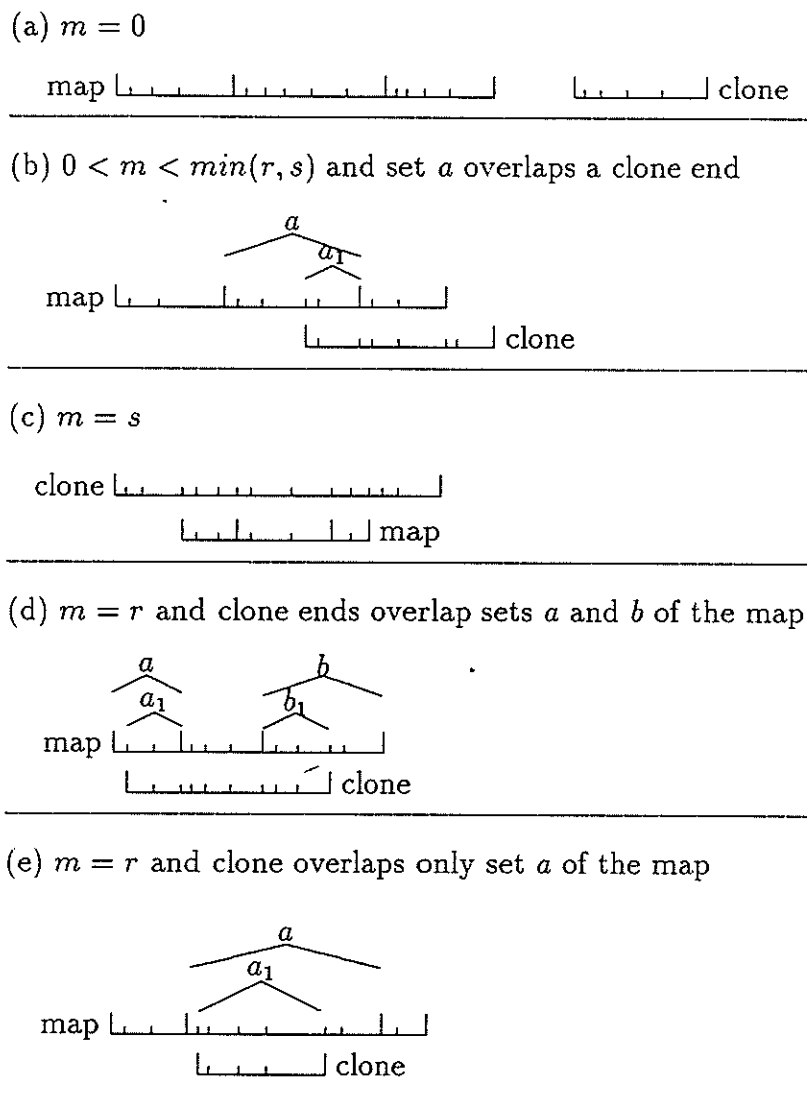 (a) m = 0
map clone
(b) 0 < m < min(r, s) and set a overlaps a clone end
a
a1
map
clone
(c) m = s
clone
map
(d) m = r and clone ends overlap sets a and b of the map
a b
a1 b1
map
clone
(e) m = r and clone overlaps only set a of the map
a
a1
map
clone